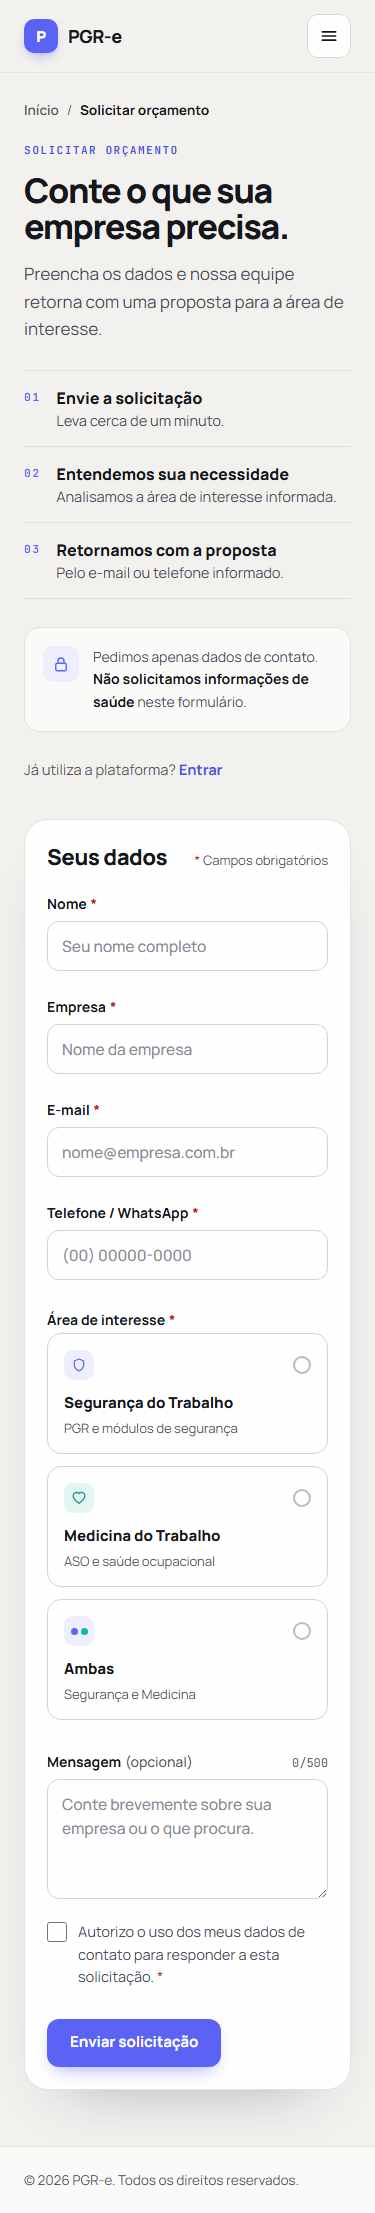 P PGR-e
Início / Solicitar orçamento
SOLICITAR ORÇAMENTO
Conte o que sua
empresa precisa.
Preencha os dados e nossa equipe
retorna com uma proposta para a área de
interesse.
01 Envie a solicitação
Leva cerca de um minuto.
02 Entendemos sua necessidade
Analisamos a área de interesse informada.
03 Retornamos com a proposta
Pelo e-mail ou telefone informado.
Pedimos apenas dados de contato.
Não solicitamos informações de
saúde neste formulário.
Já utiliza a plataforma? Entrar
Seus dados * Campos obrigatórios
Nome *
Seu nome completo
Empresa *
Nome da empresa
E-mail *
nome@empresa.com.br
Telefone / WhatsApp *
(00) 00000-0000
Área de interesse *
Segurança do Trabalho
PGR e módulos de segurança
Medicina do Trabalho
ASO e saúde ocupacional
Ambas
Segurança e Medicina
Mensagem (opcional) 0/500
Conte brevemente sobre sua
empresa ou o que procura.
Autorizo o uso dos meus dados de
contato para responder a esta
solicitação. *
Enviar solicitação
© 2026 PGR-e. Todos os direitos reservados.